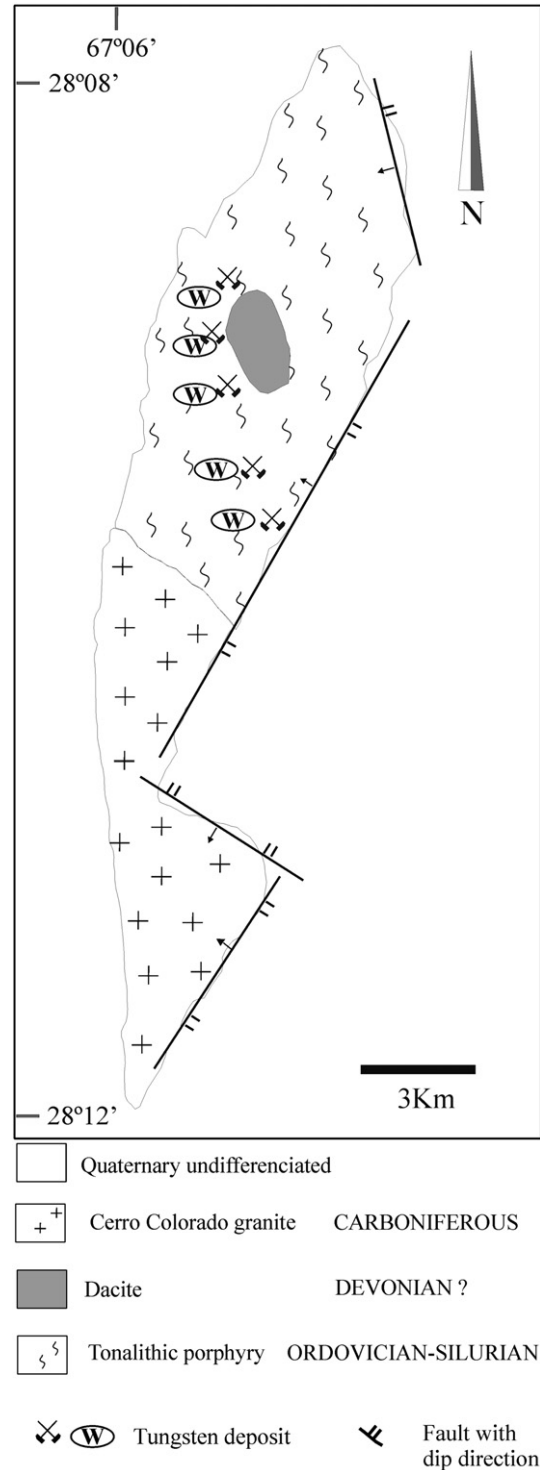 67º06'
28º08'
N
W
W
W
W
W
3Km
28º12'
Quaternary undifferenciated
Cerro Colorado granite CARBONIFEROUS
Dacite DEVONIAN ?
Tonalithic porphyry ORDOVICIAN-SILURIAN
W Tungsten deposit
Fault with
dip direction